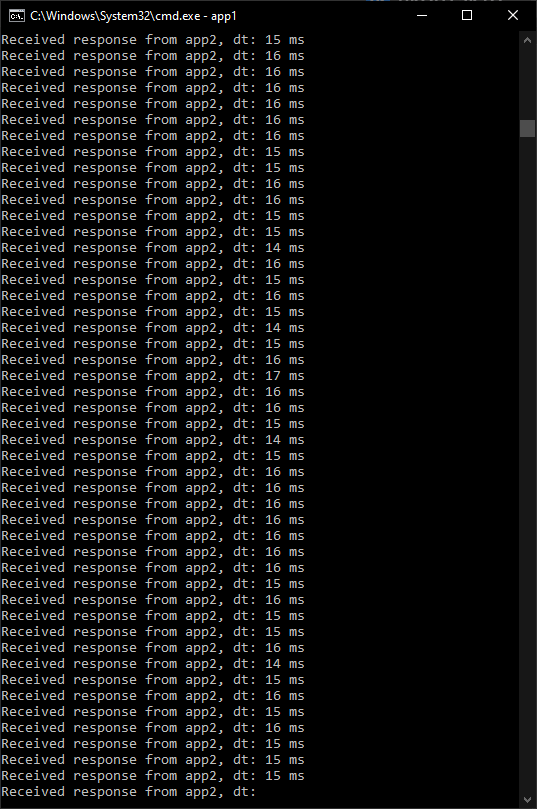 C:\Windows\System32\cmd.exe - app1
Received response from app2, dt: 15 ms
Received response from app2, dt: 16 ms
Received response from app2, dt: 16 ms
Received response from app2, dt: 16 ms
Received response from app2, dt: 16 ms
Received response from app2, dt: 16 ms
Received response from app2, dt: 16 ms
Received response from app2, dt: 15 ms
Received response from app2, dt: 15 ms
Received response from app2, dt: 16 ms
Received response from app2, dt: 16 ms
Received response from app2, dt: 15 ms
Received response from app2, dt: 15 ms
Received response from app2, dt: 14 ms
Received response from app2, dt: 16 ms
Received response from app2, dt: 15 ms
Received response from app2, dt: 16 ms
Received response from app2, dt: 15 ms
Received response from app2, dt: 14 ms
Received response from app2, dt: 15 ms
Received response from app2, dt: 16 ms
Received response from app2, dt: 17 ms
Received response from app2, dt: 16 ms
Received response from app2, dt: 16 ms
Received response from app2, dt: 15 ms
Received response from app2, dt: 14 ms
Received response from app2, dt: 15 ms
Received response from app2, dt: 16 ms
Received response from app2, dt: 16 ms
Received response from app2, dt: 16 ms
Received response from app2, dt: 16 ms
Received response from app2, dt: 16 ms
Received response from app2, dt: 16 ms
Received response from app2, dt: 16 ms
Received response from app2, dt: 15 ms
Received response from app2, dt: 16 ms
Received response from app2, dt: 15 ms
Received response from app2, dt: 15 ms
Received response from app2, dt: 16 ms
Received response from app2, dt: 14 ms
Received response from app2, dt: 15 ms
Received response from app2, dt: 16 ms
Received response from app2, dt: 15 ms
Received response from app2, dt: 16 ms
Received response from app2, dt: 15 ms
Received response from app2, dt: 15 ms
Received response from app2, dt: 15 ms
Received response from app2, dt: